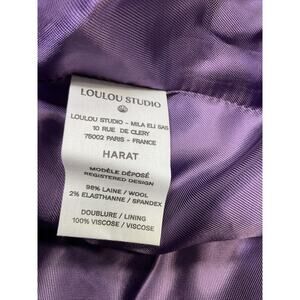 LOULOU STUDIO
LOULOU STUDIO - MILA ELI SAS
10 RUE DE CLERY
75002 PARIS - FRANCE
HARAT
MODÈLE DÉPOSÉ
REGISTERED DESIGN
98% LAINE / WOOL
2% ELASTHANNE / SPANDEX
DOUBLURE / LINING
100% VISCOSE / VISCOSE